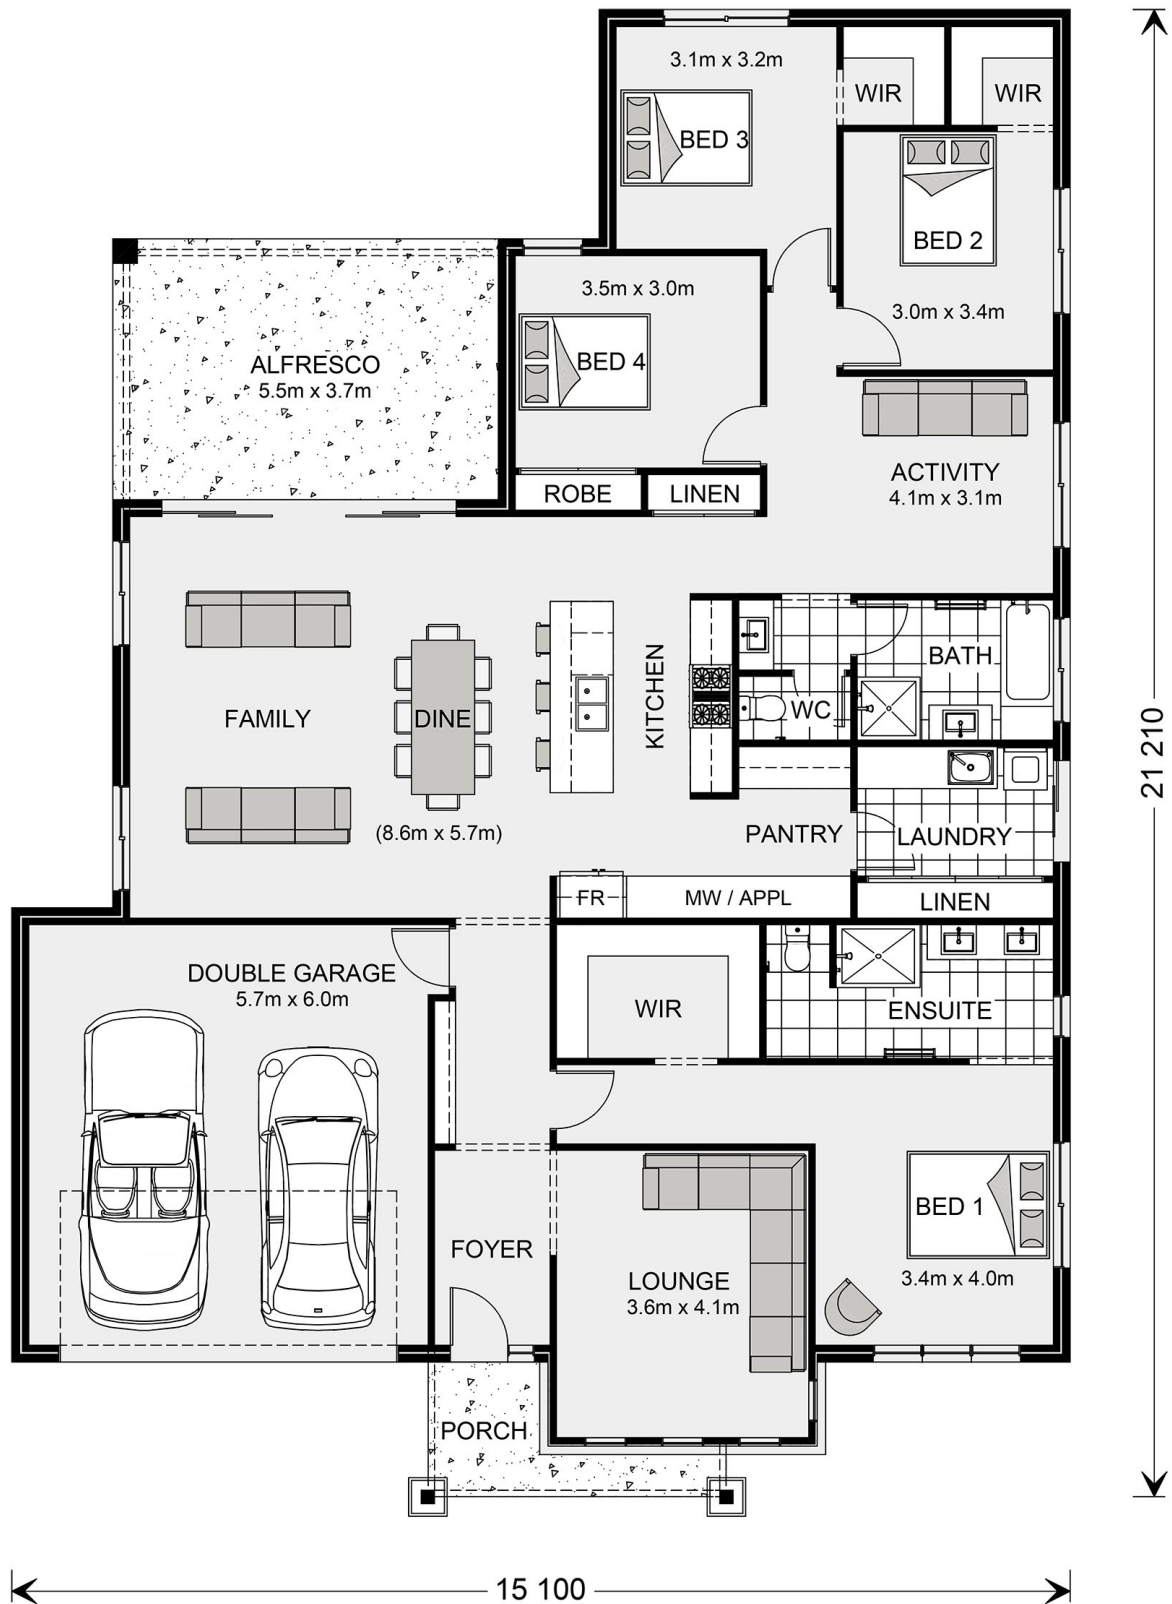 3.1m x 3.2m
WIR
WIR
BED 3
BED 2
3.5m x 3.0m
3.0m x 3.4m
ALFRESCO
5.5m x 3.7m
BED 4
ACTIVITY
4.1m x 3.1m
ROBE
LINEN
BATH
KITCHEN
WC
FAMILY
DINE
21 210
(8.6m x 5.7m)
PANTRY
LAUNDRY
FR
MW / APPL
LINEN
DOUBLE GARAGE
5.7m x 6.0m
WIR
ENSUITE
BED 1
FOYER
LOUNGE
3.6m x 4.1m
3.4m x 4.0m
PORCH
15 100